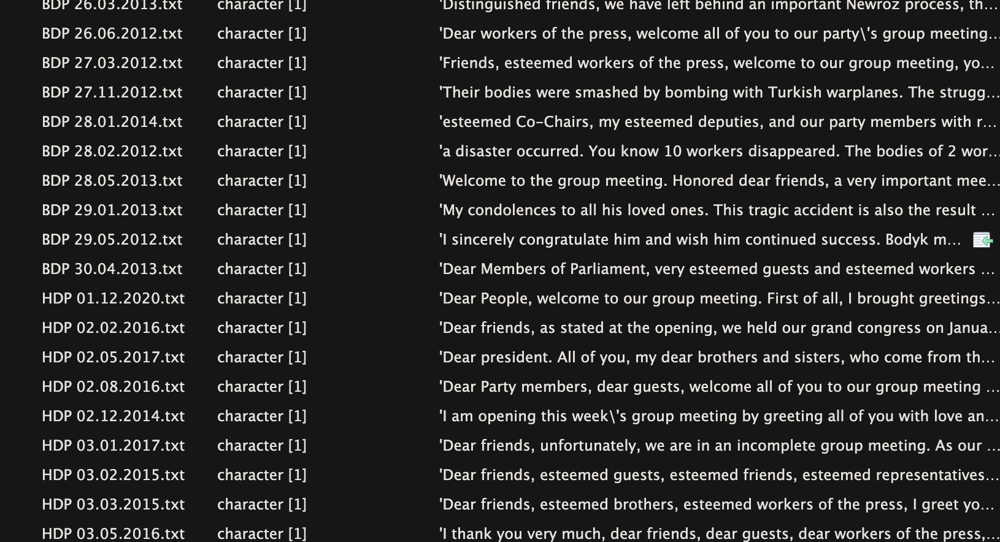 BDP 26.03.2013.txt character [1] 'Distinguished friends, we have left behind an important Newroz process, th...
BDP 26.06.2012.txt character [1] 'Dear workers of the press, welcome all of you to our party\'s group meeting...
BDP 27.03.2012.txt character [1] 'Friends, esteemed workers of the press, welcome to our group meeting, yo...
BDP 27.11.2012.txt character [1] 'Their bodies were smashed by bombing with Turkish warplanes. The strugg...
BDP 28.01.2014.txt character [1] 'esteemed Co-Chairs, my esteemed deputies, and our party members with r...
BDP 28.02.2012.txt character [1] 'a disaster occurred. You know 10 workers disappeared. The bodies of 2 wor...
BDP 28.05.2013.txt character [1] 'Welcome to the group meeting. Honored dear friends, a very important mee...
BDP 29.01.2013.txt character [1] 'My condolences to all his loved ones. This tragic accident is also the result ...
BDP 29.05.2012.txt character [1] 'I sincerely congratulate him and wish him continued success. Bodyk m...
BDP 30.04.2013.txt character [1] 'Dear Members of Parliament, very esteemed guests and esteemed workers ...
HDP 01.12.2020.txt character [1] 'Dear People, welcome to our group meeting. First of all, I brought greetings...
HDP 02.02.2016.txt character [1] 'Dear friends, as stated at the opening, we held our grand congress on Janua...
HDP 02.05.2017.txt character [1] 'Dear president. All of you, my dear brothers and sisters, who come from th...
HDP 02.08.2016.txt character [1] 'Dear Party members, dear guests, welcome all of you to our group meeting ...
HDP 02.12.2014.txt character [1] 'I am opening this week\'s group meeting by greeting all of you with love an...
HDP 03.01.2017.txt character [1] 'Dear friends, unfortunately, we are in an incomplete group meeting. As our ...
HDP 03.02.2015.txt character [1] 'Dear friends, esteemed guests, esteemed friends, esteemed representatives...
HDP 03.03.2015.txt character [1] 'Dear friends, esteemed brothers, esteemed workers of the press, I greet yo...
HDP 03.05.2016.txt character [1] 'I thank you very much, dear friends, dear guests, dear workers of the press,...